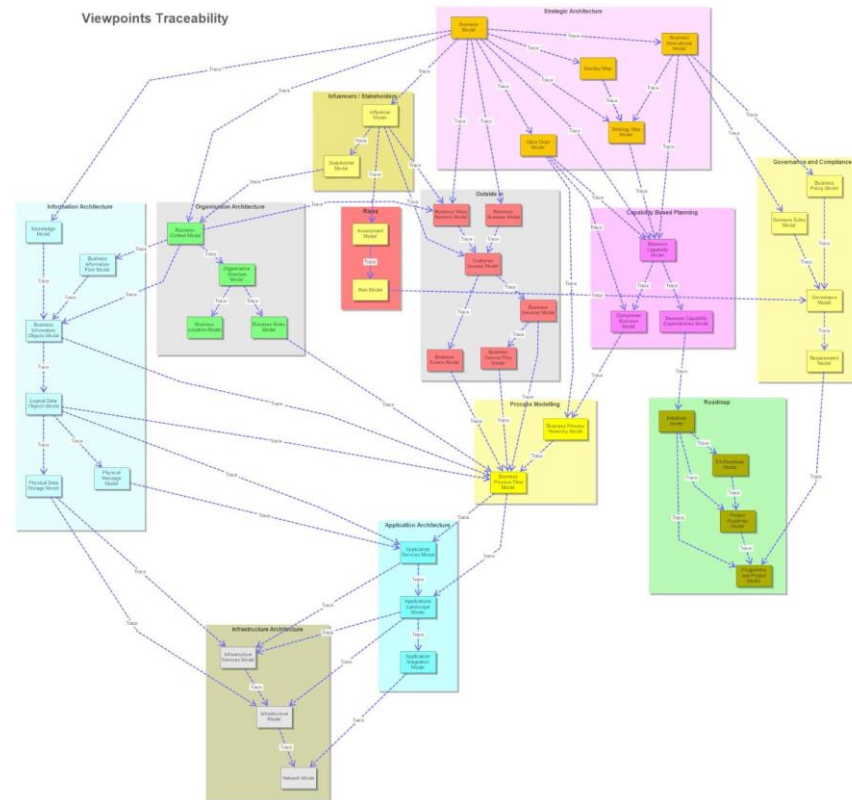 Viewpoints Traceability
Strategic Architecture
Business
Model
Business
Motivational
Model
Strategy Map
Model
Value Chain
Model
Influencers / Stakeholders
Influencer
Model
Stakeholder
Model
Governance and Compliance
Business
Policy Model
Business Rules
Model
Governance
Model
Requirements
Model
Information Architecture
Knowledge
Model
Business
Information
Flow Model
Business
Information
Objects Model
Logical Data
Objects Model
Physical Data
Storage Model
Physical
Message
Model
Organisation Architecture
Business
Context Model
Organisation
Structure
Model
Business
Location Model
Business Roles
Model
Assessment
Model
Risk Model
Outside in
Business Value
Network Model
Business
Scenario Model
Customer
Journey Model
Business
Services Model
Business
Events Model
Business
Service Flow
Model
Capability Based Planning
Business
Capability
Model
Component
Business
Model
Business Capability
Dependencies Model
Process Modelling
Business Process
Hierarchy Model
Business
Process Flow
Model
Roadmap
Model
Roadmap
Model
Project
Roadmap
Model
Programme
and Project
Model
Application Architecture
Application
Services Model
Applications
Landscape
Model
Application
Integration
Model
Infrastructure Architecture
Infrastructure
Services Model
Infrastructure
Model
Network Model
Trace